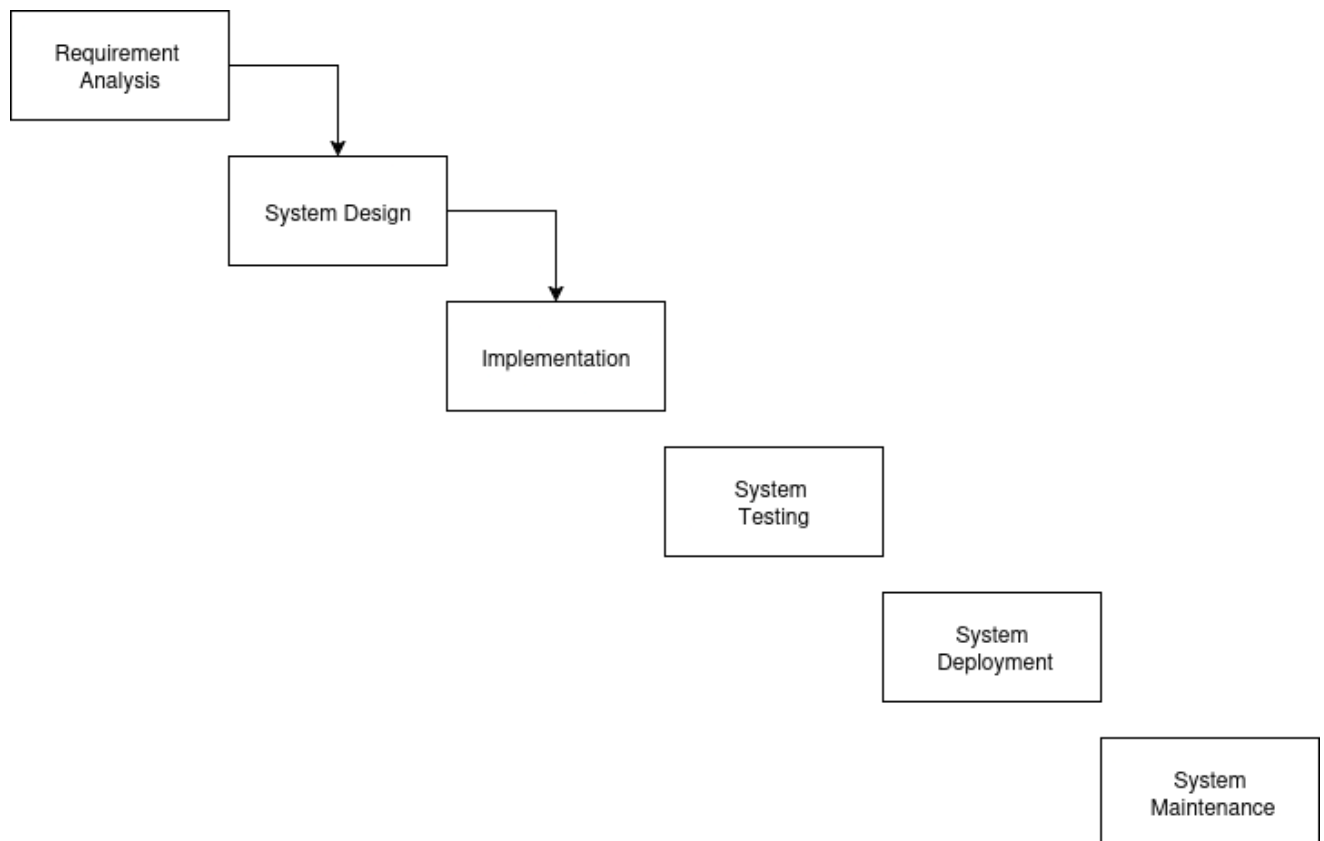 Requirement
Analysis
System Design
Implementation
System
Testing
System
Deployment
System
Maintenance